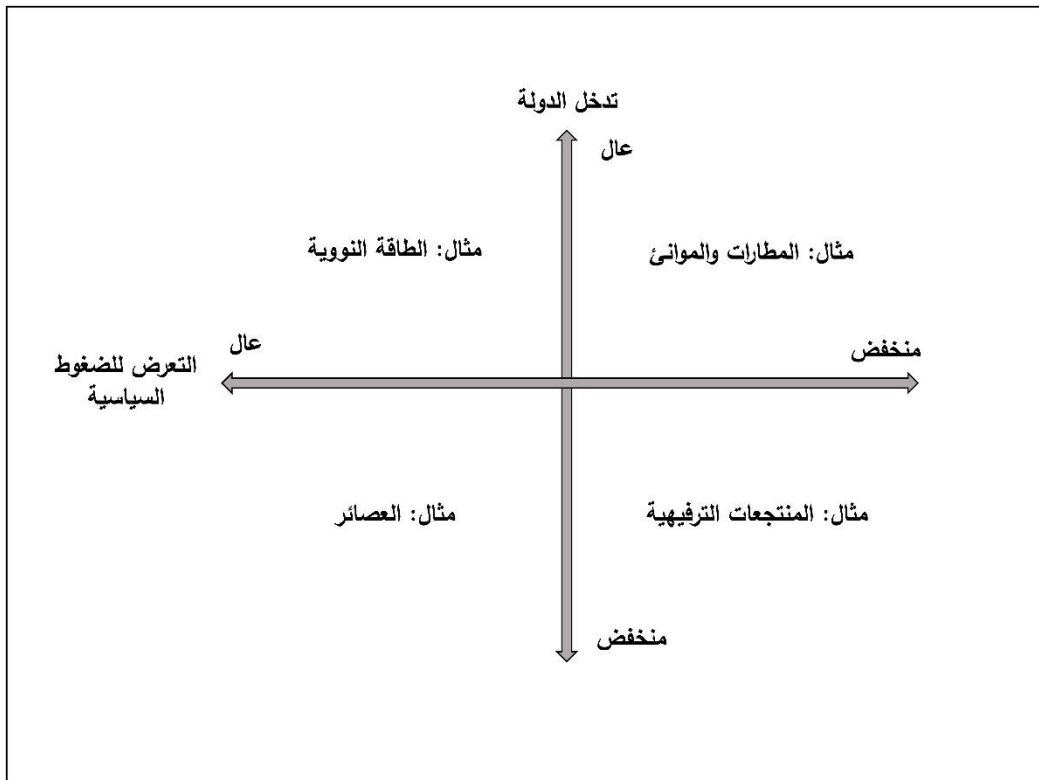 تدخل الدولة
عال
مثال: المطارات والموانئ
مثال: الطاقة النووية
منخفض
عال
التعرض للضغوط
السياسية
مثال: المنتجعات الترفيهية
مثال: العصائر
منخفض